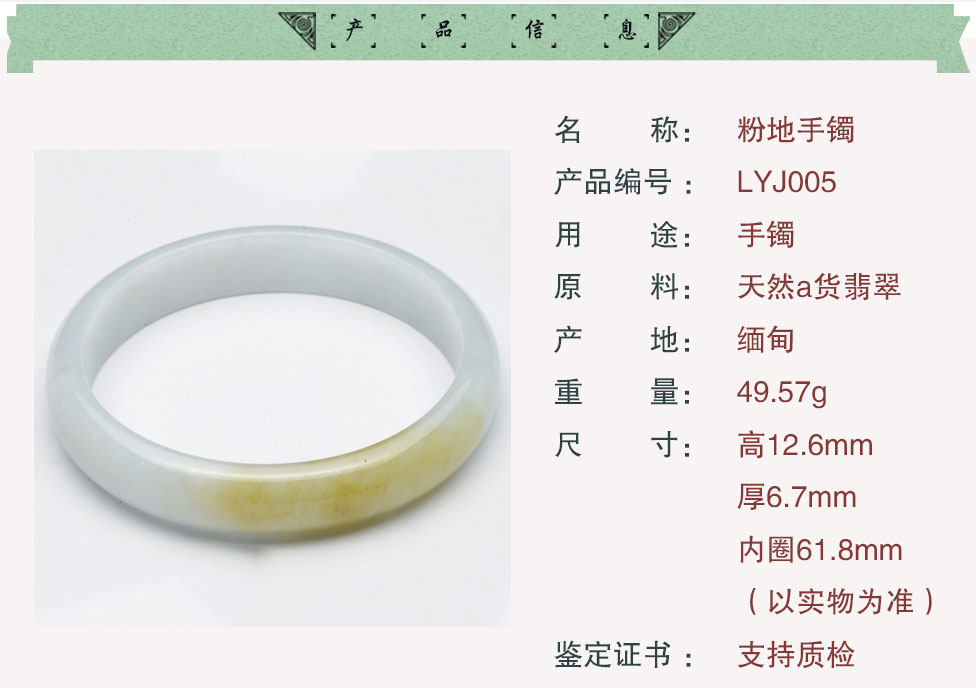 产品信息
名 称： 粉地手镯
产品编号： LYJ005
用 途： 手镯
原 料： 天然a货翡翠
产 地： 缅甸
重 量： 49.57g
尺 寸： 高12.6mm
厚6.7mm
内圈61.8mm
（以实物为准）
鉴定证书： 支持质检